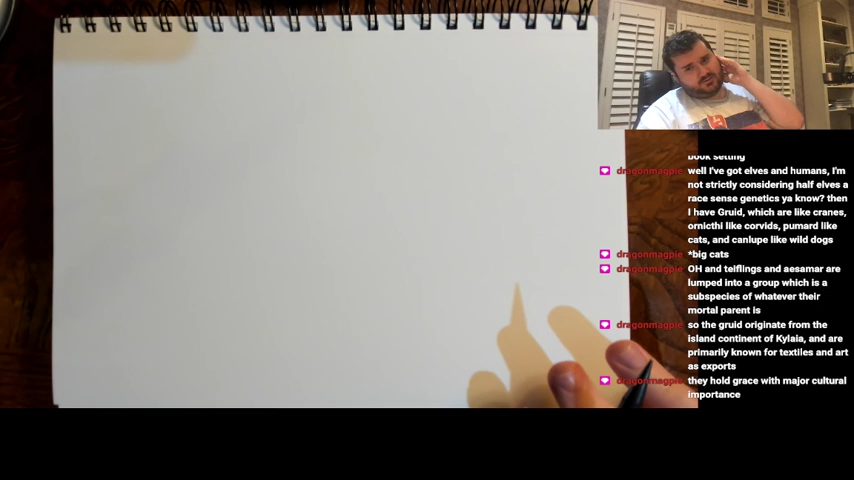 book setting
dragonmagpie well I've got elves and humans, I'm
not strictly considering half elves a
race sense genetics ya know? then
I have Gruid, which are like cranes,
ornicthi like corvids, pumard like
cats, and canlupe like wild dogs
dragonmagpie *big cats
dragonmagpie OH and teiflings and aesamar are
lumped into a group which is a
subspecies of whatever their
mortal parent is
dragonmagpie so the gruid originate from the
island continent of Kylaia, and are
primarily known for textiles and art
as exports
dragonmagpie they hold grace with major cultural
importance